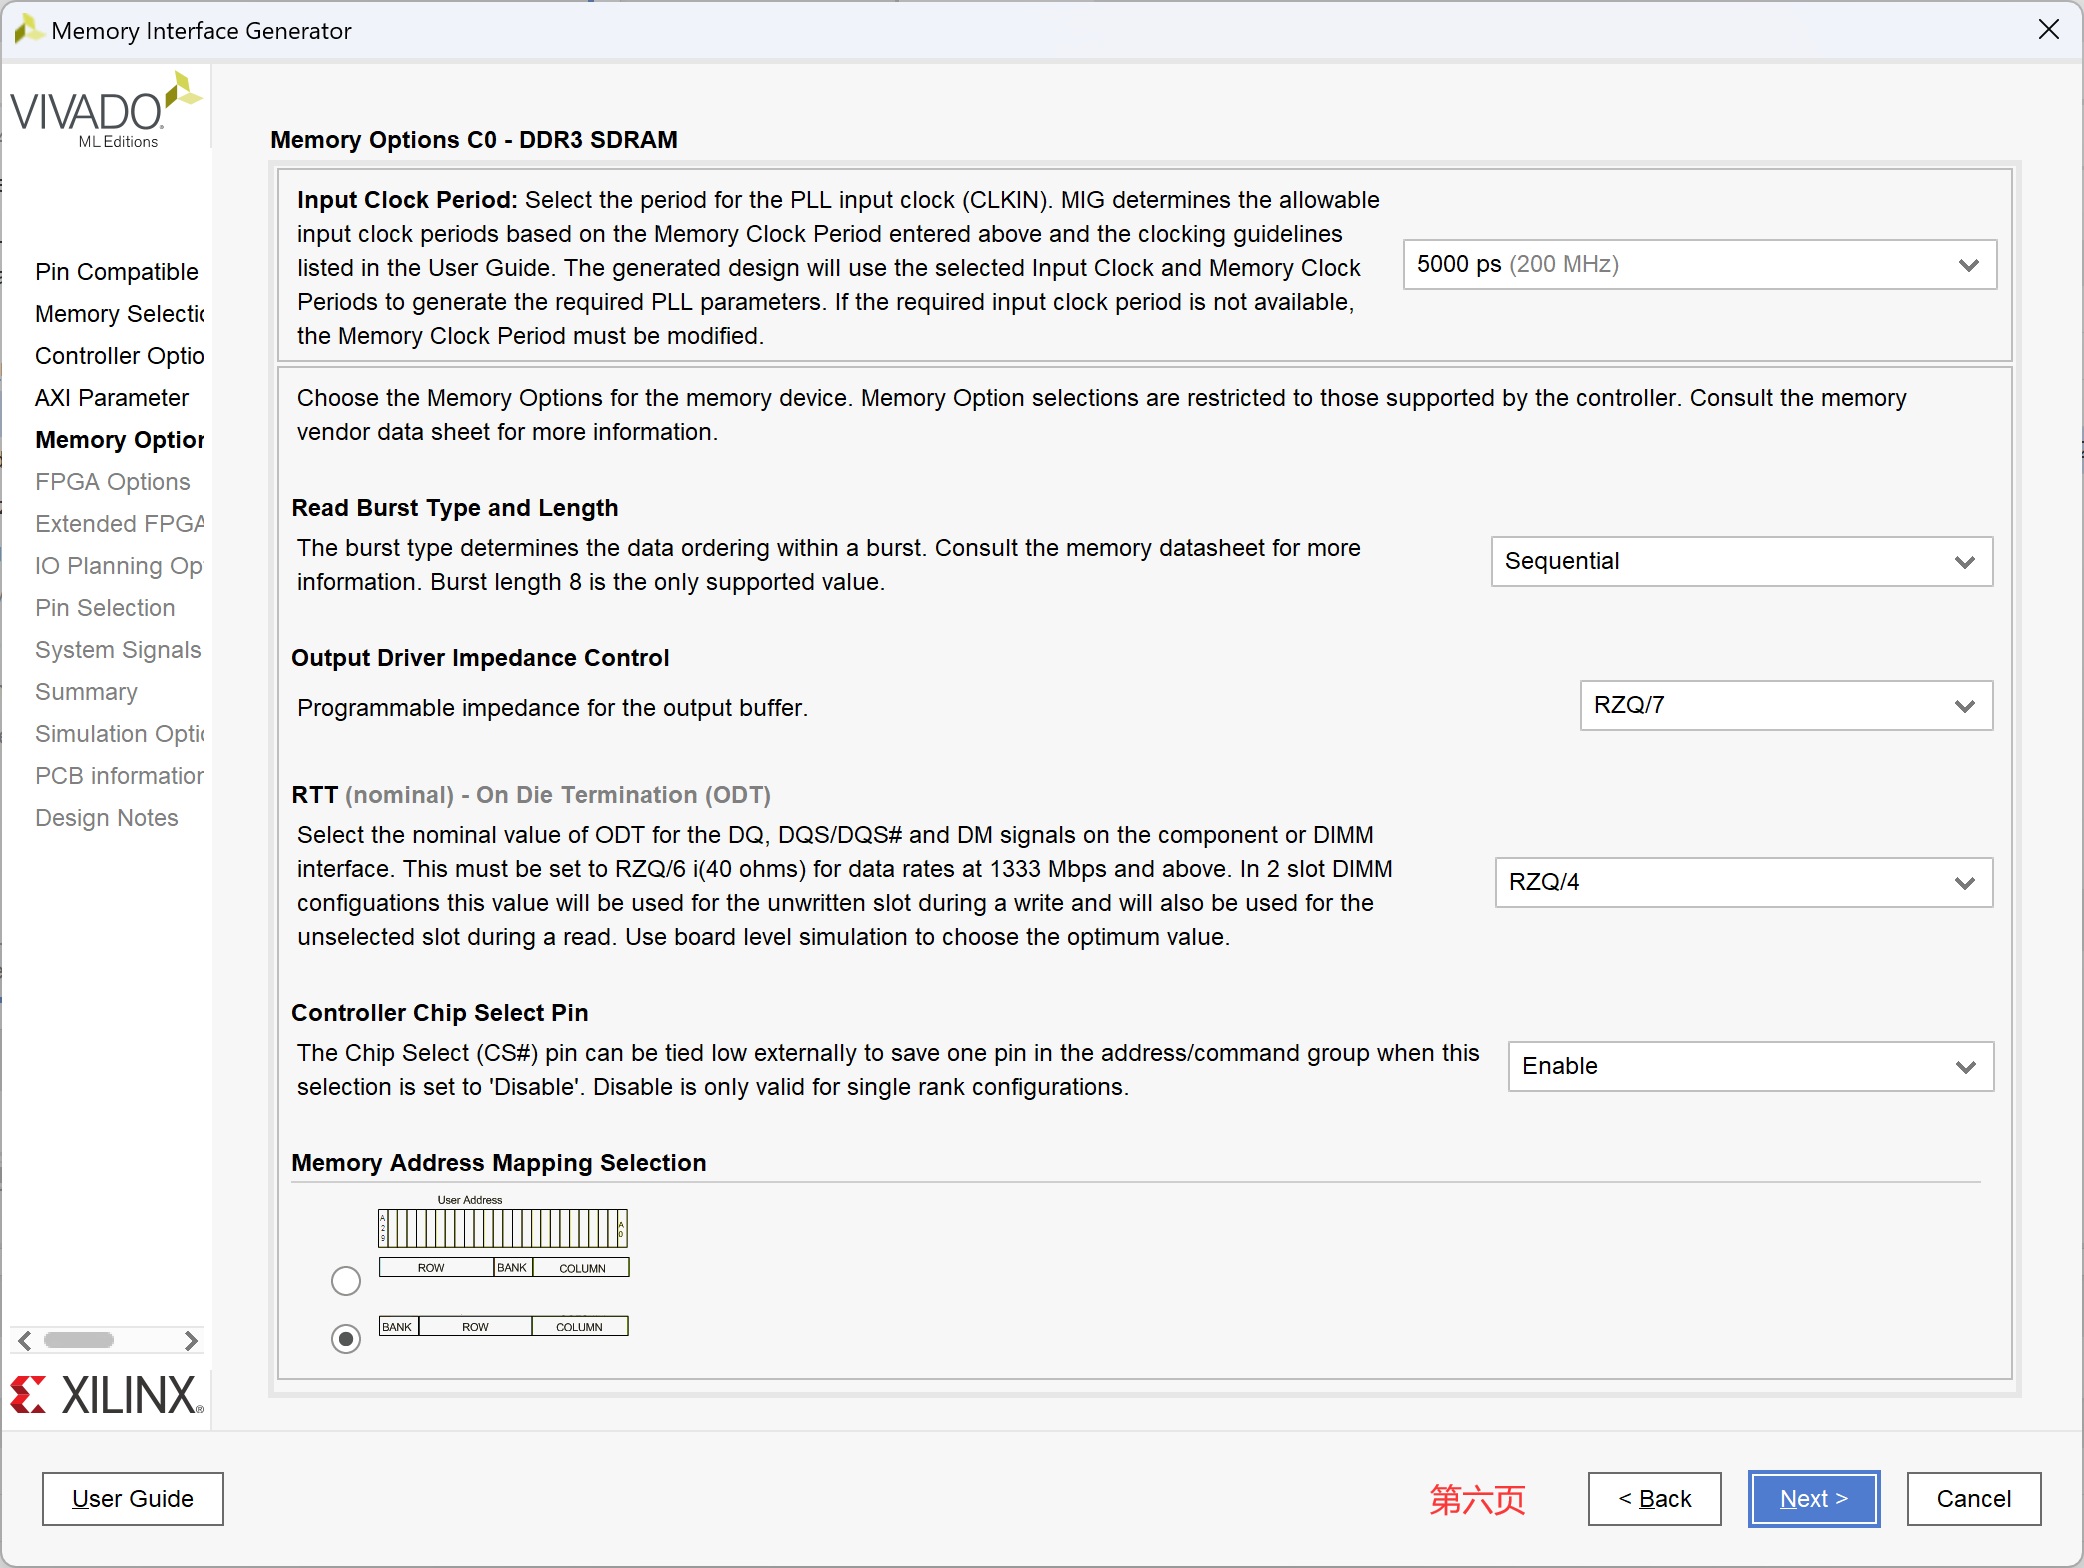 Memory Interface Generator
VIVADO
ML Editions
Pin Compatible
Memory Selectic
Controller Optio
AXI Parameter
Memory Option
FPGA Options
Extended FPGA
IO Planning Op
Pin Selection
System Signals
Summary
Simulation Optio
PCB information
Design Notes
XILINX®
Memory Options C0 - DDR3 SDRAM
Input Clock Period: Select the period for the PLL input clock (CLKIN). MIG determines the allowable
input clock periods based on the Memory Clock Period entered above and the clocking guidelines
listed in the User Guide. The generated design will use the selected Input Clock and Memory Clock
Periods to generate the required PLL parameters. If the required input clock period is not available,
the Memory Clock Period must be modified.
5000 ps (200 MHz)
Choose the Memory Options for the memory device. Memory Option selections are restricted to those supported by the controller. Consult the memory
vendor data sheet for more information.
Read Burst Type and Length
The burst type determines the data ordering within a burst. Consult the memory datasheet for more
information. Burst length 8 is the only supported value.
Sequential
Output Driver Impedance Control
Programmable impedance for the output buffer.
RZQ/7
RTT (nominal) - On Die Termination (ODT)
Select the nominal value of ODT for the DQ, DQS/DQS# and DM signals on the component or DIMM
interface. This must be set to RZQ/6 i(40 ohms) for data rates at 1333 Mbps and above. In 2 slot DIMM
configuations this value will be used for the unwritten slot during a write and will also be used for the
unselected slot during a read. Use board level simulation to choose the optimum value.
RZQ/4
Controller Chip Select Pin
The Chip Select (CS#) pin can be tied low externally to save one pin in the address/command group when this
selection is set to 'Disable'. Disable is only valid for single rank configurations.
Enable
Memory Address Mapping Selection
User Address
A29 A0
ROW BANK COLUMN
BANK ROW COLUMN
User Guide
第六页
< Back
Next >
Cancel